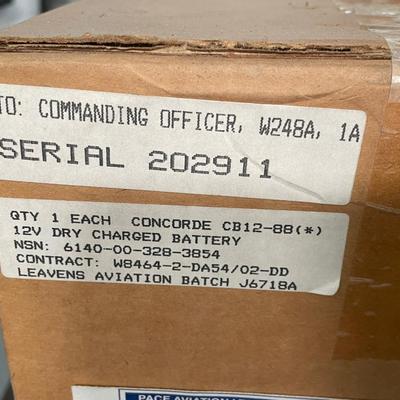 TO: COMMANDING OFFICER, W248A, 1A
SERIAL 202911
QTY 1 EACH CONCORDE CB12-88(*)
12V DRY CHARGED BATTERY
NSN: 6140-00-328-3854
CONTRACT: W8464-2-DA54/02-DD
LEAVENS AVIATION BATCH J6718A
PACE AVIATION